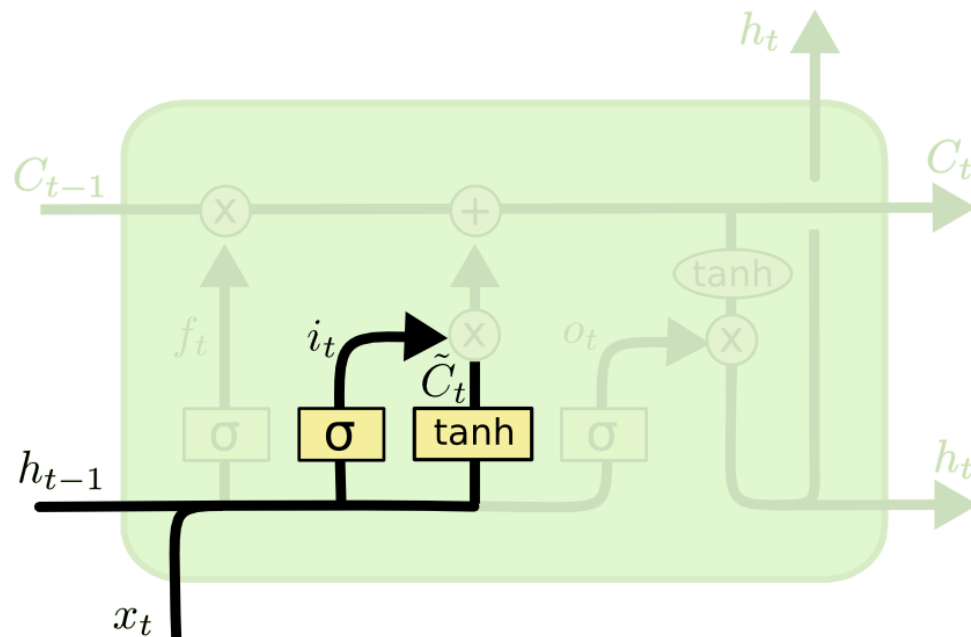 h_t
C_{t-1}
C_t
x
+
tanh
f_t
i_t
x
o_t
x
C̃_t
σ
σ
tanh
σ
h_{t-1}
h_t
x_t